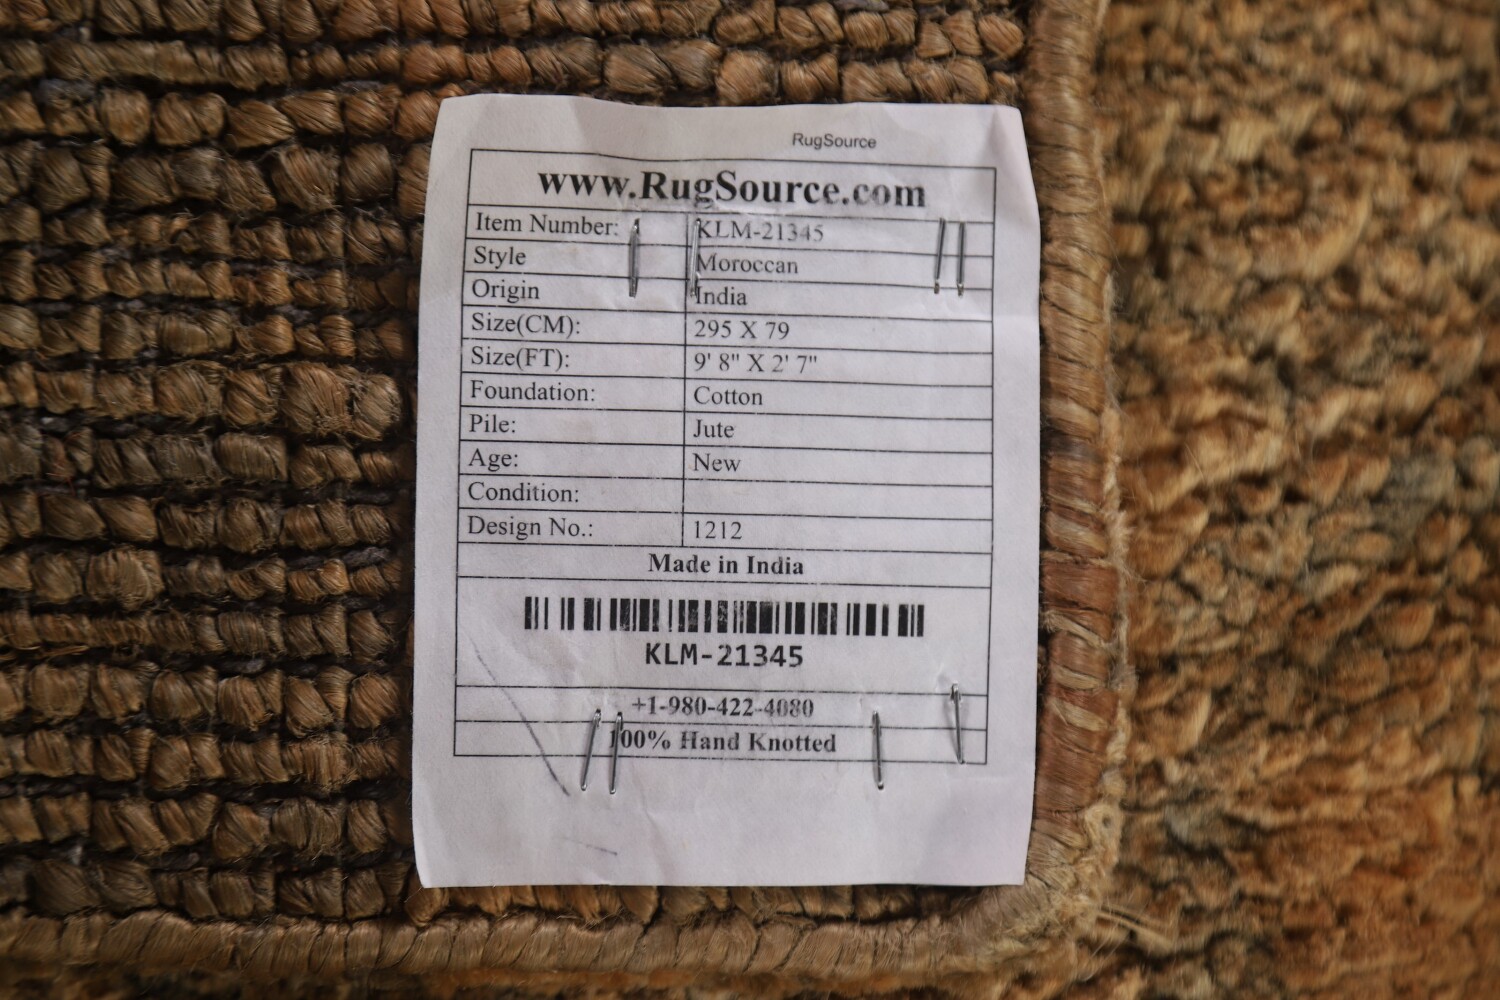 RugSource
www.RugSource.com
Item Number: KLM-21345
Style Moroccan
Origin India
Size(CM): 295 X 79
Size(FT): 9' 8" X 2' 7"
Foundation: Cotton
Pile: Jute
Age: New
Condition:
Design No.: 1212
Made in India
KLM-21345
+1-980-422-4080
100% Hand Knotted